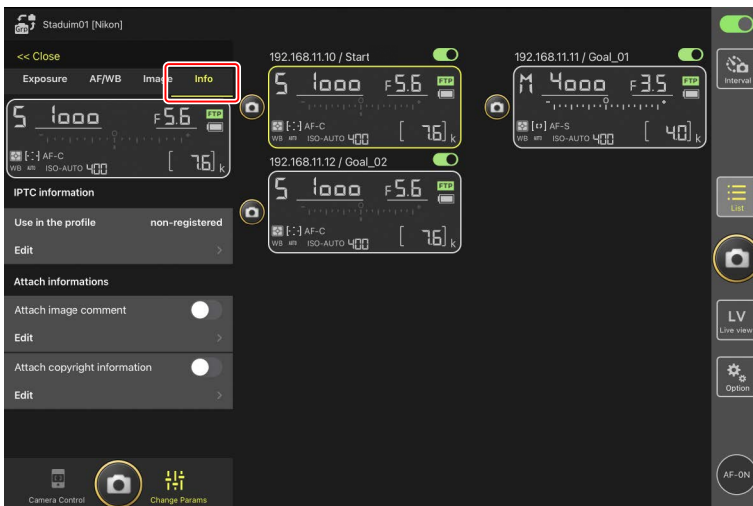 Grp Staduim01 [Nikon]
<< Close
Exposure AF/WB Image Info
S 1000 F5.6 FTP
[·] AF-C
WB ISO-AUTO 400 [ 7.6] k
IPTC information
Use in the profile non-registered
Edit >
Attach informations
Attach image comment
Edit >
Attach copyright information
Edit >
Camera Control
Change Params
192.168.11.10 / Start
S 1000 F5.6 FTP
[·] AF-C
WB ISO-AUTO 400 [ 7.6] k
192.168.11.11 / Goal_01
M 4000 F3.5 FTP
[▫] AF-S
WB ISO-AUTO 400 [ 4.0] k
192.168.11.12 / Goal_02
S 1000 F5.6 FTP
[·] AF-C
WB ISO-AUTO 400 [ 7.6] k
Interval
List
LV
Live view
Option
AF-ON